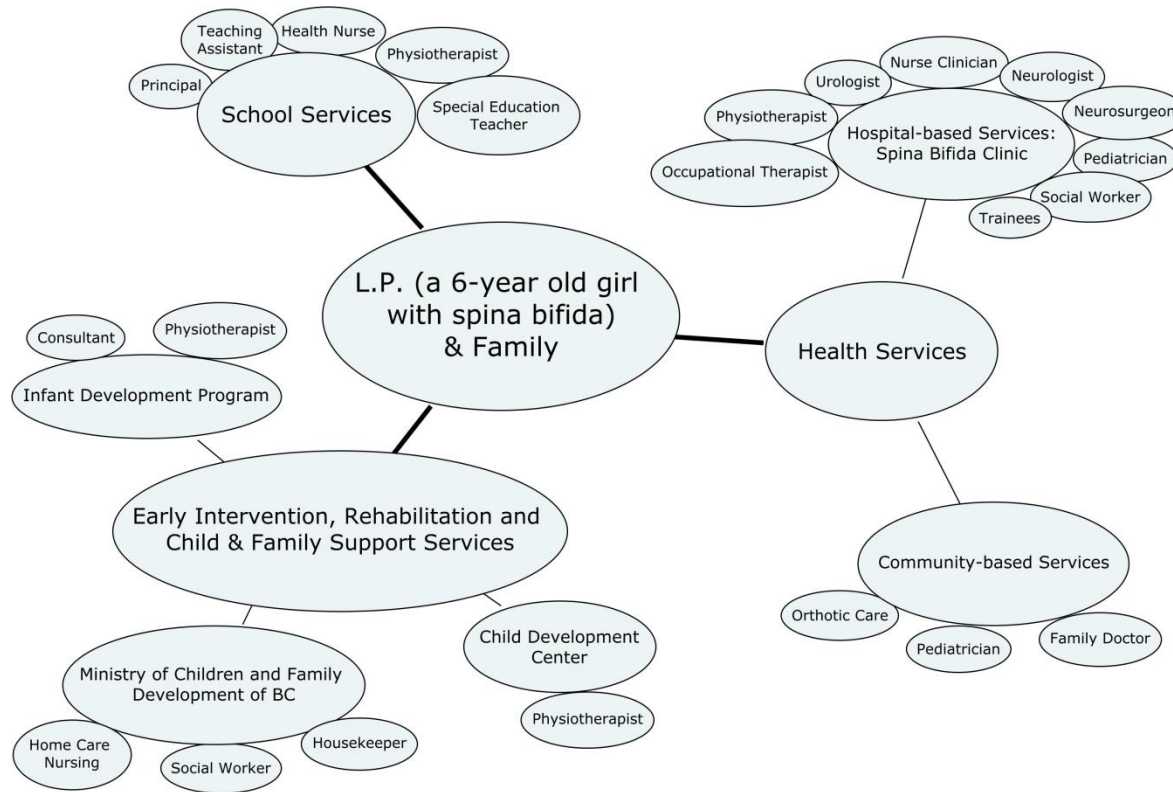 Teaching
Assistant
Health Nurse
Principal
Physiotherapist
School Services
Special Education
Teacher
Nurse Clinician
Urologist
Neurologist
Physiotherapist
Neurosurgeon
Hospital-based Services:
Spina Bifida Clinic
Occupational Therapist
Pediatrician
Social Worker
Trainees
L.P. (a 6-year old girl
with spina bifida)
& Family
Health Services
Consultant
Physiotherapist
Infant Development Program
Early Intervention, Rehabilitation and
Child & Family Support Services
Community-based Services
Orthotic Care
Pediatrician
Family Doctor
Child Development
Center
Physiotherapist
Ministry of Children and Family
Development of BC
Home Care
Nursing
Social Worker
Housekeeper